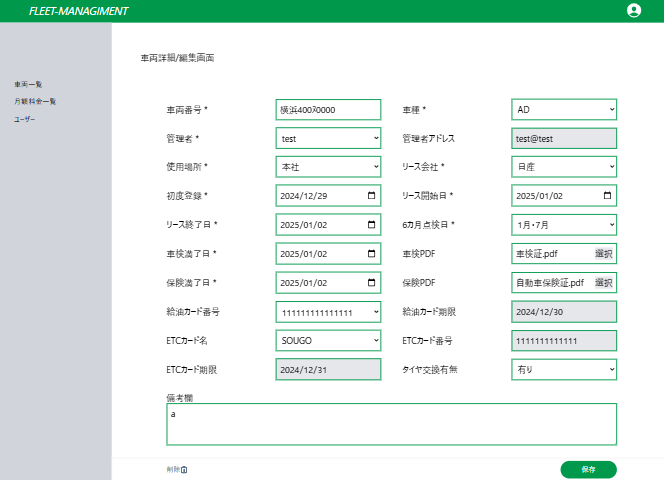 FLEET-MANAGIMENT
車両一覧
月額料金一覧
ユーザー
車両詳細/編集画面
車両番号 * 横浜400ヌ0000 車種 * AD
管理者 * test 管理者アドレス test@test
使用場所 * 本社 リース会社 * 日産
初度登録 * 2024/12/29 リース開始日 * 2025/01/02
リース終了日 * 2025/01/02 6カ月点検日 * 1月・7月
車検満了日 * 2025/01/02 車検PDF 車検証.pdf 選択
保険満了日 * 2025/01/02 保険PDF 自動車保険証.pdf 選択
給油カード番号 111111111111111 給油カード期限 2024/12/30
ETCカード名 SOUGO ETCカード番号 1111111111111
ETCカード期限 2024/12/31 タイヤ交換有無 有り
備考欄
a
削除 保存